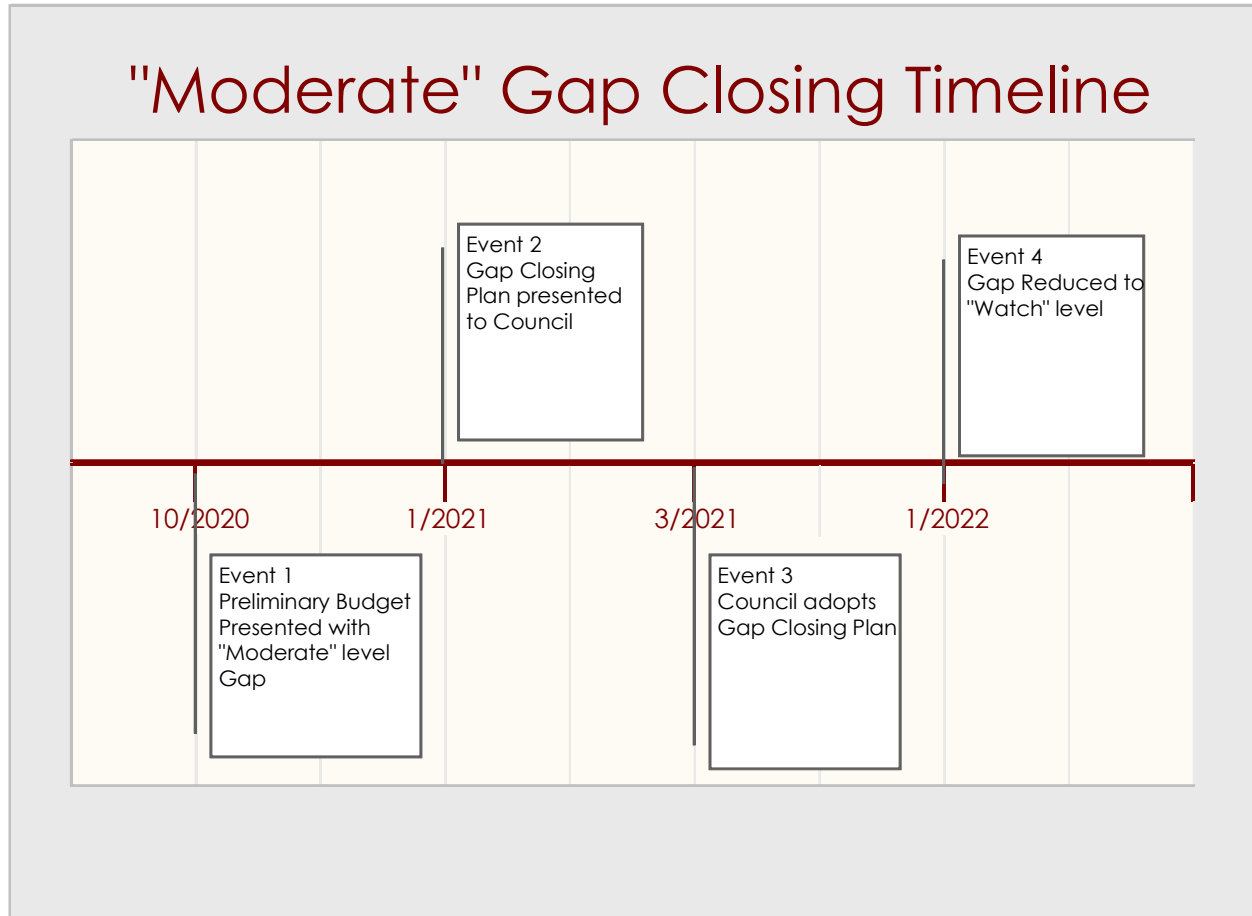 "Moderate" Gap Closing Timeline
Event 2
Gap Closing
Plan presented
to Council
Event 4
Gap Reduced to
"Watch" level
10/2020
1/2021
3/2021
1/2022
Event 1
Preliminary Budget
Presented with
"Moderate" level
Gap
Event 3
Council adopts
Gap Closing Plan